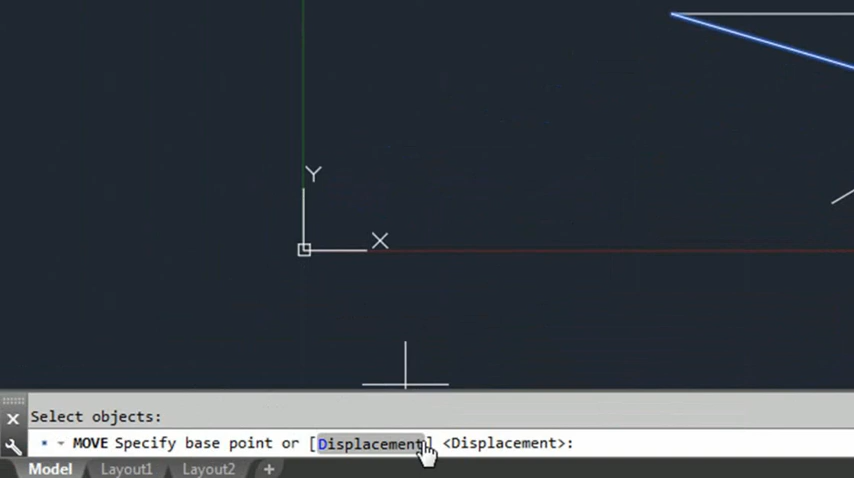 Y
X
Select objects:
MOVE Specify base point or [Displacement] <Displacement>:
Model Layout1 Layout2 +